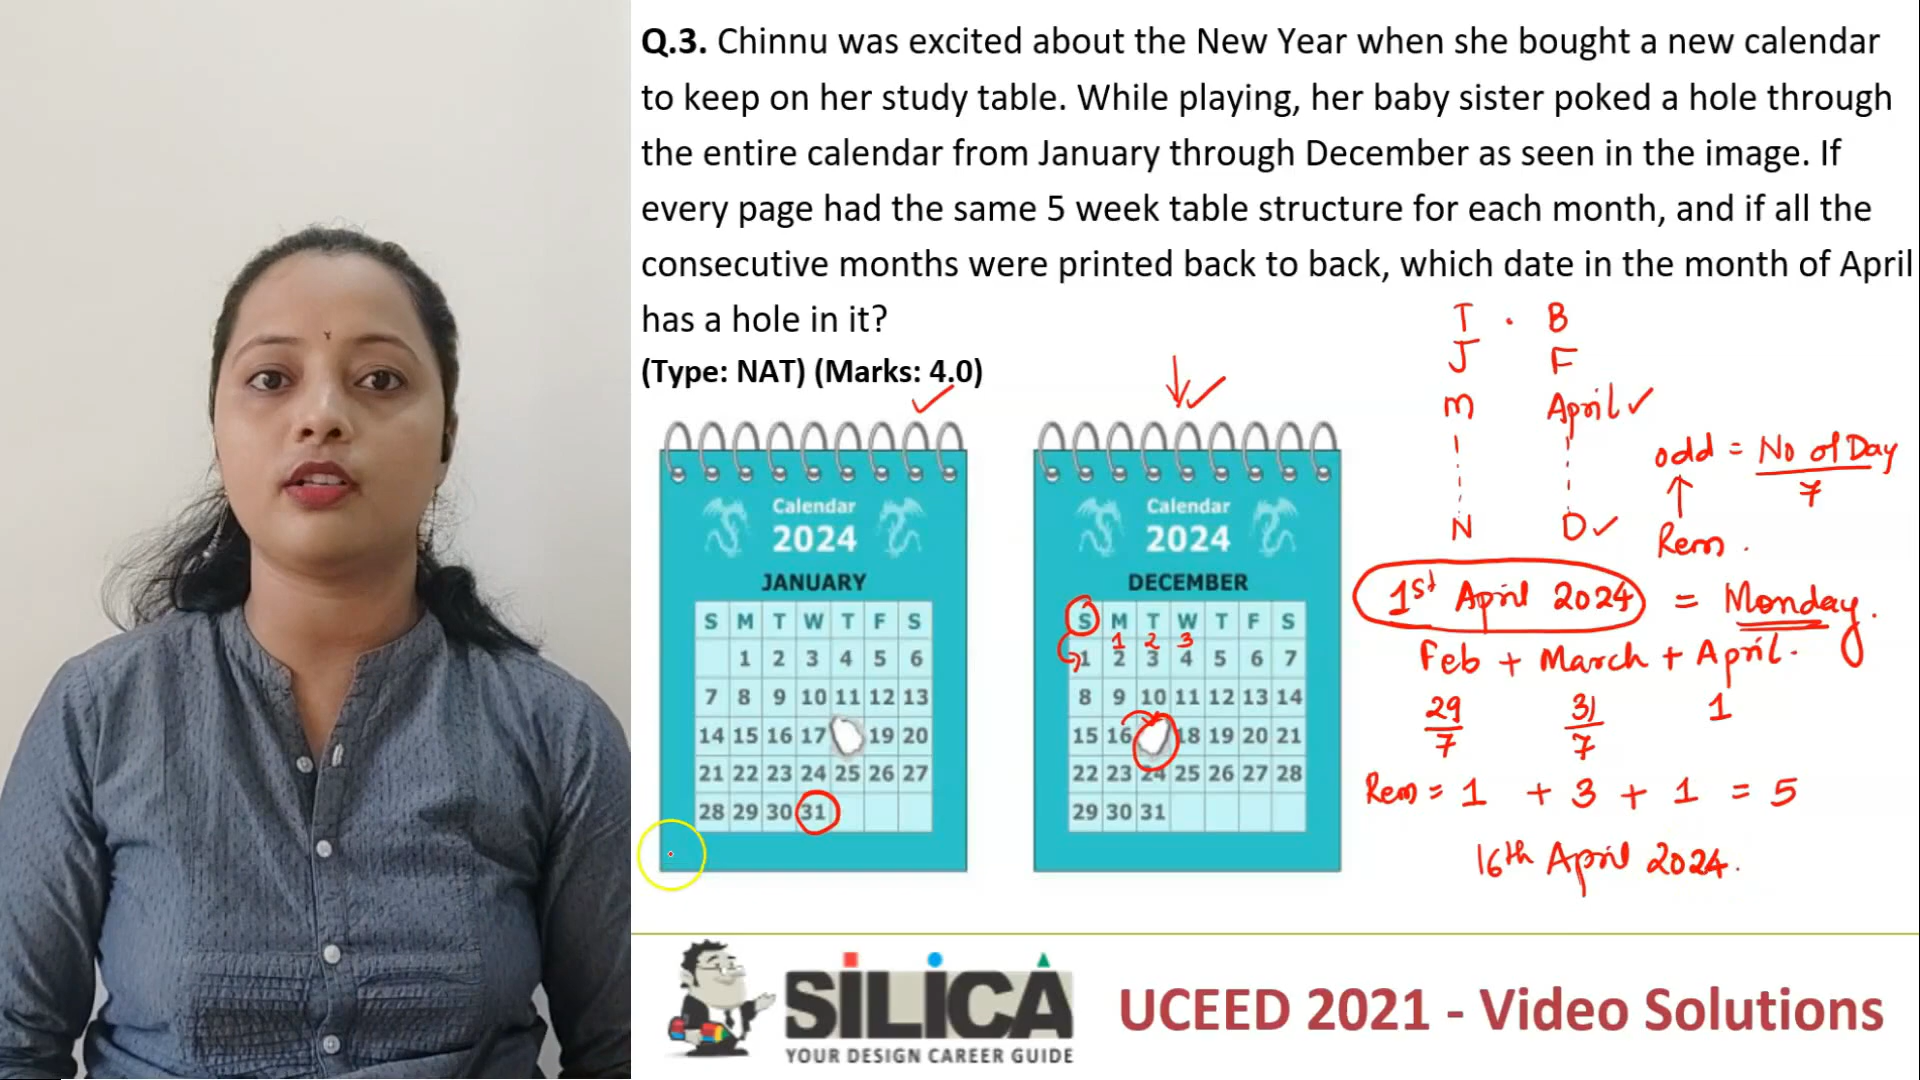 Q.3. Chinnu was excited about the New Year when she bought a new calendar
to keep on her study table. While playing, her baby sister poked a hole through
the entire calendar from January through December as seen in the image. If
every page had the same 5 week table structure for each month, and if all the
consecutive months were printed back to back, which date in the month of April
has a hole in it?
(Type: NAT) (Marks: 4.0)
Calendar
2024
JANUARY
S M T W T F S
1 2 3 4 5 6
7 8 9 10 11 12 13
14 15 16 17 19 20
21 22 23 24 25 26 27
28 29 30 31
Calendar
2024
DECEMBER
S M T W T F S
1 2 3
1 2 3 4 5 6 7
8 9 10 11 12 13 14
15 16 18 19 20 21
22 23 24 25 26 27 28
29 30 31
T . B
J F
M April
N D
odd = No of Day
7
Rem.
1st April 2024 = Monday.
Feb + March + April.
29 31 1
7 7
Rem = 1 + 3 + 1 = 5
16th April 2024.
SiLiCA
YOUR DESIGN CAREER GUIDE
UCEED 2021 - Video Solutions